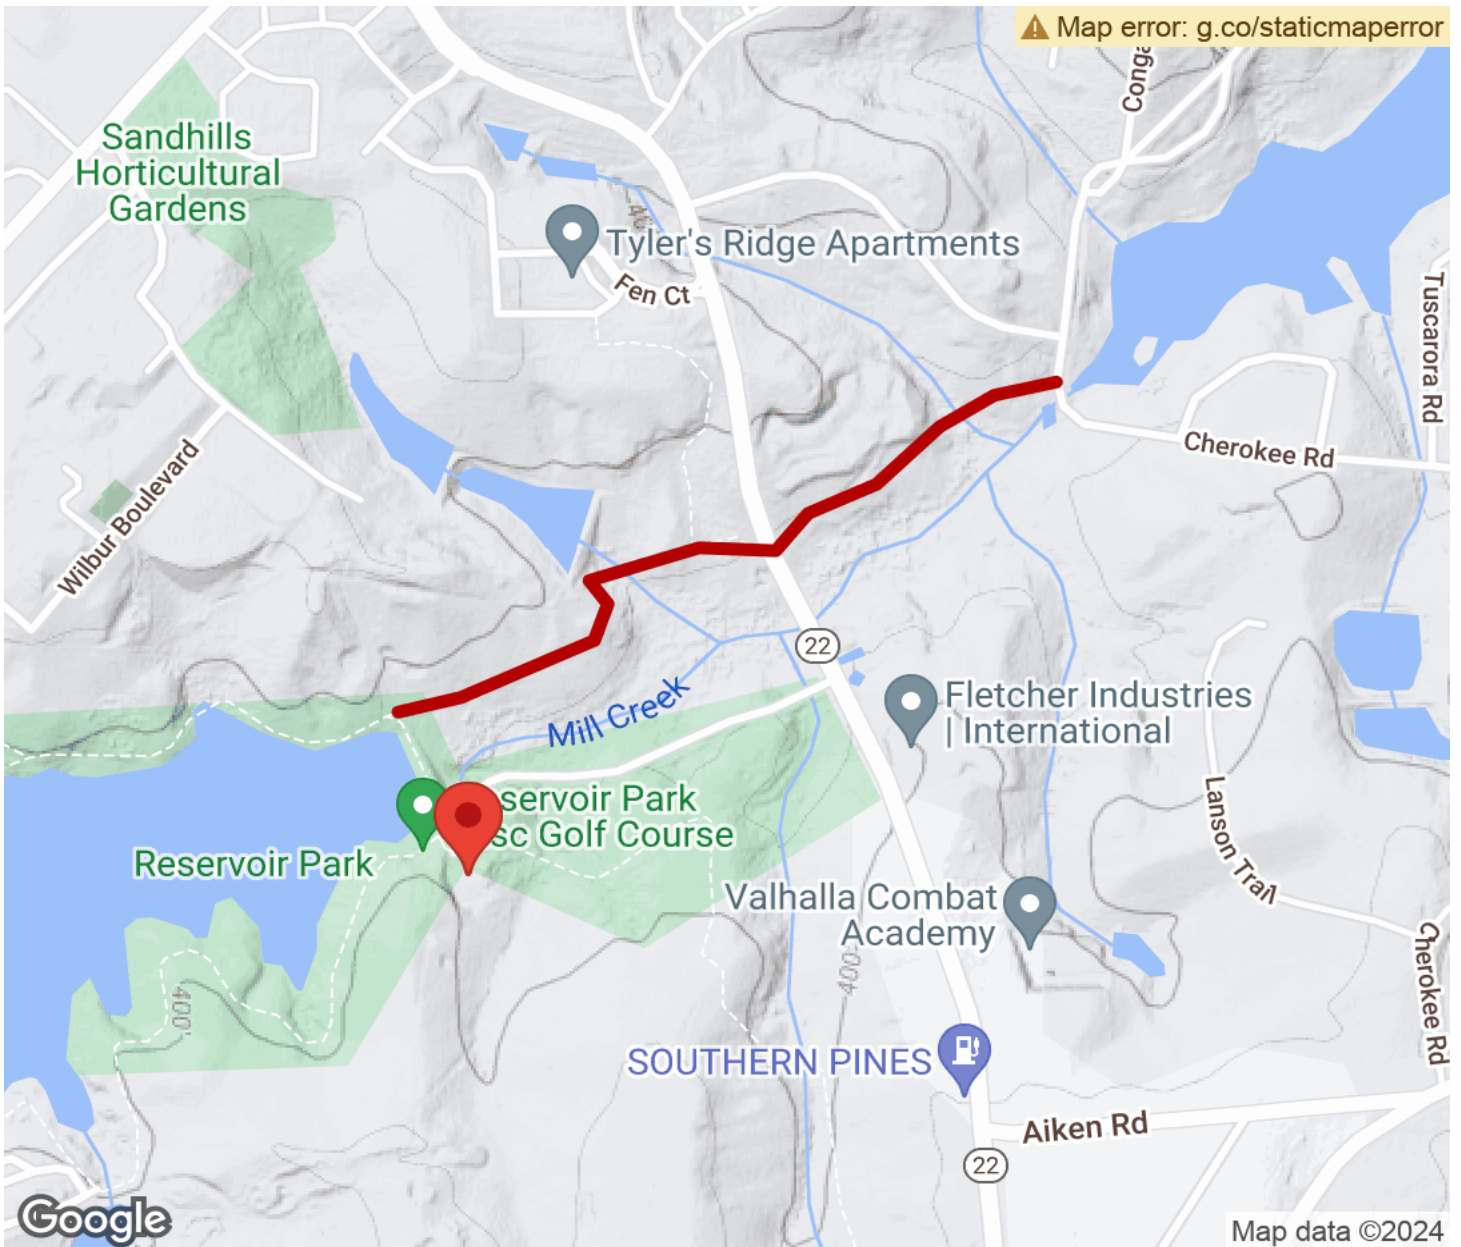 Map error: g.co/staticmaperror
Sandhills
Horticultural
Gardens
Tyler's Ridge Apartments
Fen Ct
Tuscarora Rd
Cherokee Rd
Wilbur Boulevard
22
Mill Creek
Fletcher Industries
| International
Lanson Trail
servoir Park
sc Golf Course
Reservoir Park
Valhalla Combat
Academy
Cherokee Rd
400'
400
SOUTHERN PINES
Aiken Rd
22
Google
Map data ©2024